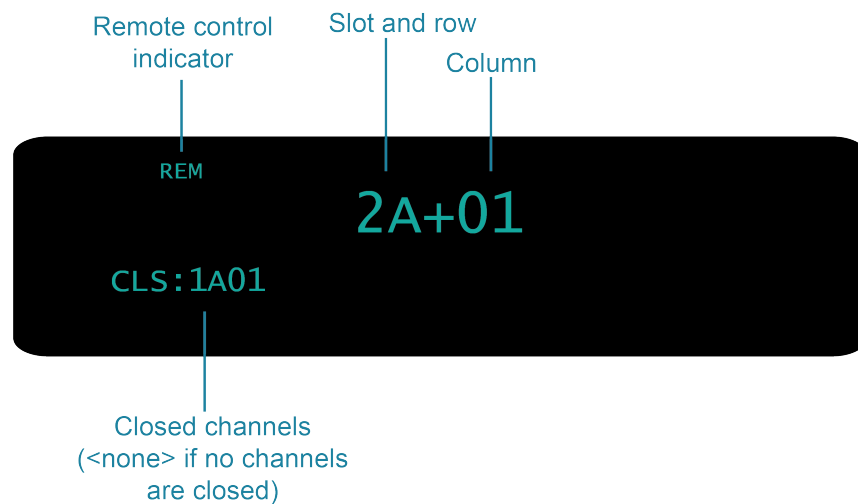 Remote control
indicator
Slot and row
Column
REM
2A+01
CLS:1A01
Closed channels
(<none> if no channels
are closed)